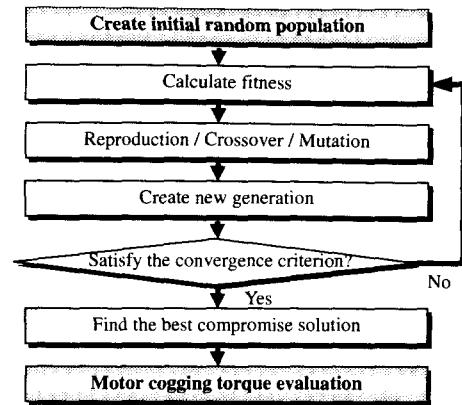 Create initial random population
Calculate fitness
Reproduction / Crossover / Mutation
Create new generation
Satisfy the convergence criterion?
No
Yes
Find the best compromise solution
Motor cogging torque evaluation